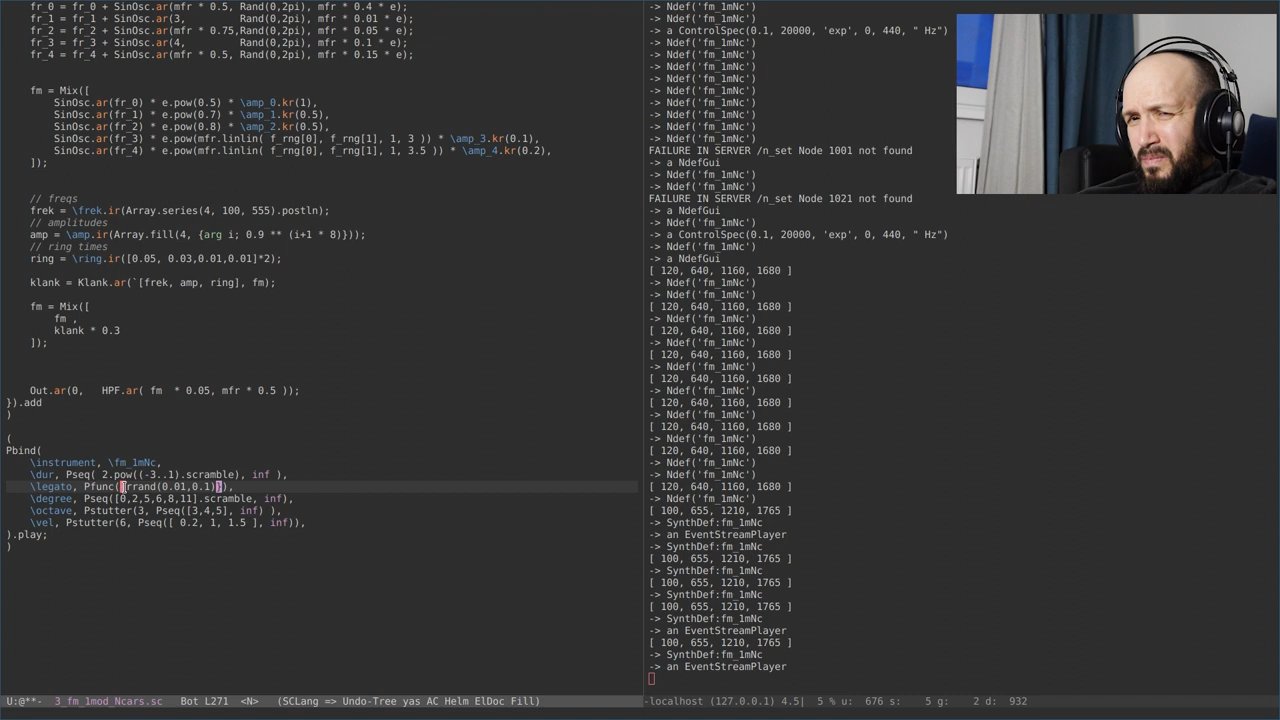 fr_0 = fr_0 + SinOsc.ar(mfr * 0.5, Rand(0,2pi), mfr * 0.4 * e);
fr_1 = fr_1 + SinOsc.ar(3,         Rand(0,2pi), mfr * 0.01 * e);
fr_2 = fr_2 + SinOsc.ar(mfr * 0.75,Rand(0,2pi), mfr * 0.05 * e);
fr_3 = fr_3 + SinOsc.ar(4,         Rand(0,2pi), mfr * 0.1 * e);
fr_4 = fr_4 + SinOsc.ar(mfr * 0.5, Rand(0,2pi), mfr * 0.15 * e);
fm = Mix([
SinOsc.ar(fr_0) * e.pow(0.5) * \amp_0.kr(1),
SinOsc.ar(fr_1) * e.pow(0.7) * \amp_1.kr(0.5),
SinOsc.ar(fr_2) * e.pow(0.8) * \amp_2.kr(0.5),
SinOsc.ar(fr_3) * e.pow(mfr.linlin( f_rng[0], f_rng[1], 1, 3 )) * \amp_3.kr(0.1),
SinOsc.ar(fr_4) * e.pow(mfr.linlin( f_rng[0], f_rng[1], 1, 3.5 )) * \amp_4.kr(0.2),
]);
// freqs
frek = \frek.ir(Array.series(4, 100, 555).postln);
// amplitudes
amp = \amp.ir(Array.fill(4, {arg i; 0.9 ** (i+1 * 8)}));
// ring times
ring = \ring.ir([0.05, 0.03,0.01,0.01]*2);
klank = Klank.ar(`[frek, amp, ring], fm);
fm = Mix([
fm ,
klank * 0.3
]);
Out.ar(0,   HPF.ar( fm  * 0.05, mfr * 0.5 ));
}).add
)
(
Pbind(
\instrument, \fm_1mNc,
\dur, Pseq( 2.pow((-3..1).scramble), inf ),
\legato, Pfunc({rrand(0.01,0.1)}),
\degree, Pseq([0,2,5,6,8,11].scramble, inf),
\octave, Pstutter(3, Pseq([3,4,5], inf) ),
\vel, Pstutter(6, Pseq([ 0.2, 1, 1.5 ], inf)),
).play;
)
U:@**-  3_fm_1mod_Ncars.sc   Bot L271  <N>   (SCLang => Undo-Tree yas AC Helm ElDoc Fill)
-> Ndef('fm_1mNc')
-> Ndef('fm_1mNc')
-> a ControlSpec(0.1, 20000, 'exp', 0, 440, " Hz")
-> Ndef('fm_1mNc')
-> Ndef('fm_1mNc')
-> Ndef('fm_1mNc')
-> Ndef('fm_1mNc')
-> Ndef('fm_1mNc')
-> Ndef('fm_1mNc')
-> Ndef('fm_1mNc')
-> Ndef('fm_1mNc')
-> Ndef('fm_1mNc')
FAILURE IN SERVER /n_set Node 1001 not found
-> a NdefGui
-> Ndef('fm_1mNc')
-> Ndef('fm_1mNc')
FAILURE IN SERVER /n_set Node 1021 not found
-> a NdefGui
-> Ndef('fm_1mNc')
-> a ControlSpec(0.1, 20000, 'exp', 0, 440, " Hz")
-> Ndef('fm_1mNc')
-> a NdefGui
[ 120, 640, 1160, 1680 ]
-> Ndef('fm_1mNc')
-> Ndef('fm_1mNc')
[ 120, 640, 1160, 1680 ]
-> Ndef('fm_1mNc')
[ 120, 640, 1160, 1680 ]
-> Ndef('fm_1mNc')
[ 120, 640, 1160, 1680 ]
-> Ndef('fm_1mNc')
[ 120, 640, 1160, 1680 ]
-> Ndef('fm_1mNc')
[ 120, 640, 1160, 1680 ]
-> Ndef('fm_1mNc')
[ 120, 640, 1160, 1680 ]
-> Ndef('fm_1mNc')
[ 120, 640, 1160, 1680 ]
-> Ndef('fm_1mNc')
-> Ndef('fm_1mNc')
[ 120, 640, 1160, 1680 ]
-> Ndef('fm_1mNc')
[ 100, 655, 1210, 1765 ]
-> SynthDef:fm_1mNc
-> an EventStreamPlayer
-> SynthDef:fm_1mNc
[ 100, 655, 1210, 1765 ]
-> SynthDef:fm_1mNc
[ 100, 655, 1210, 1765 ]
-> SynthDef:fm_1mNc
[ 100, 655, 1210, 1765 ]
-> SynthDef:fm_1mNc
-> an EventStreamPlayer
[ 100, 655, 1210, 1765 ]
-> SynthDef:fm_1mNc
-> an EventStreamPlayer
-localhost (127.0.0.1) 4.5|  5 % u:  676 s:    5 g:    2 d:  932